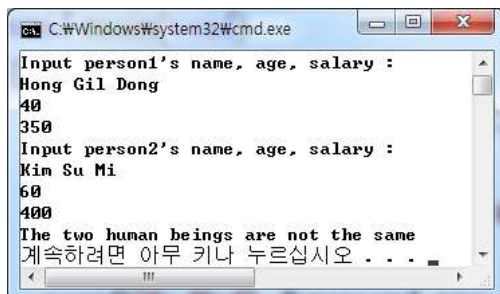 C:₩Windows₩system32₩cmd.exe
Input person1's name, age, salary :
Hong Gil Dong
40
350
Input person2's name, age, salary :
Kim Su Mi
60
400
The two human beings are not the same
계속하려면 아무 키나 누르십시오 . . .